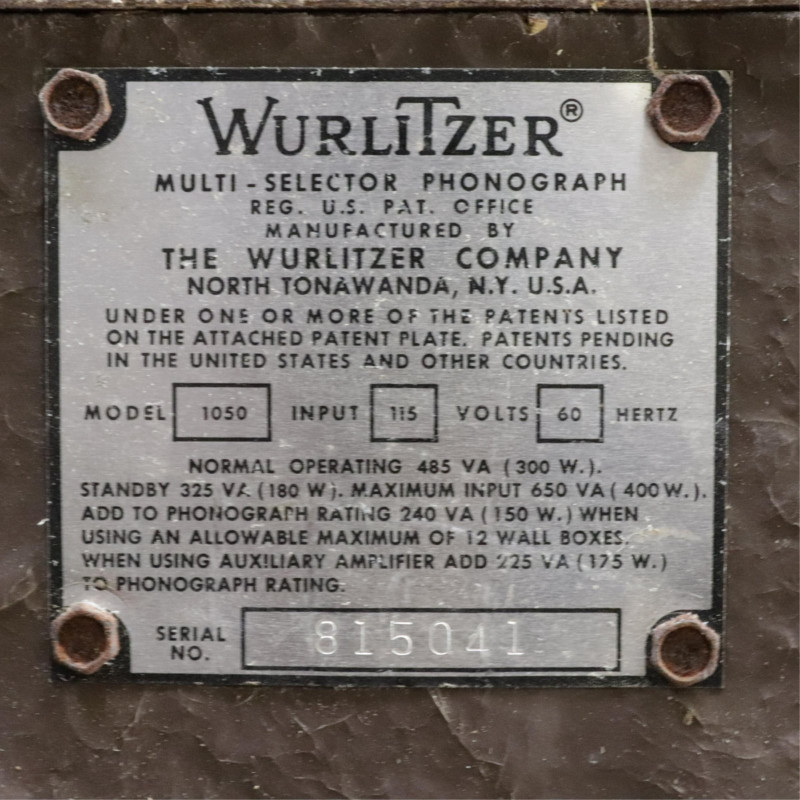 WURLiTZER®
MULTI-SELECTOR PHONOGRAPH
REG. U.S. PAT. OFFICE
MANUFACTURED BY
THE WURLITZER COMPANY
NORTH TONAWANDA, N.Y. U.S.A.
UNDER ONE OR MORE OF THE PATENTS LISTED
ON THE ATTACHED PATENT PLATE. PATENTS PENDING
IN THE UNITED STATES AND OTHER COUNTRIES.
MODEL 1050 INPUT 115 VOLTS 60 HERTZ
NORMAL OPERATING 485 VA (300 W.).
STANDBY 325 VA (180 W). MAXIMUM INPUT 650 VA (400 W.).
ADD TO PHONOGRAPH RATING 240 VA (150 W.) WHEN
USING AN ALLOWABLE MAXIMUM OF 12 WALL BOXES.
WHEN USING AUXILIARY AMPLIFIER ADD 225 VA (175 W.)
TO PHONOGRAPH RATING.
SERIAL NO. 815041